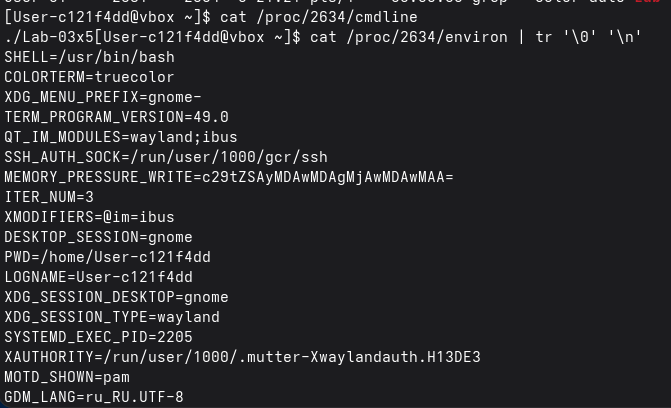 [User-c121f4dd@vbox ~]$ cat /proc/2634/cmdline
./Lab-03x5[User-c121f4dd@vbox ~]$ cat /proc/2634/environ | tr '\0' '\n'
SHELL=/usr/bin/bash
COLORTERM=truecolor
XDG_MENU_PREFIX=gnome-
TERM_PROGRAM_VERSION=49.0
QT_IM_MODULES=wayland;ibus
SSH_AUTH_SOCK=/run/user/1000/gcr/ssh
MEMORY_PRESSURE_WRITE=c29tZSAyMDAwMDAgMjAwMDAwMAA=
ITER_NUM=3
XMODIFIERS=@im=ibus
DESKTOP_SESSION=gnome
PWD=/home/User-c121f4dd
LOGNAME=User-c121f4dd
XDG_SESSION_DESKTOP=gnome
XDG_SESSION_TYPE=wayland
SYSTEMD_EXEC_PID=2205
XAUTHORITY=/run/user/1000/.mutter-Xwaylandauth.H13DE3
MOTD_SHOWN=pam
GDM_LANG=ru_RU.UTF-8